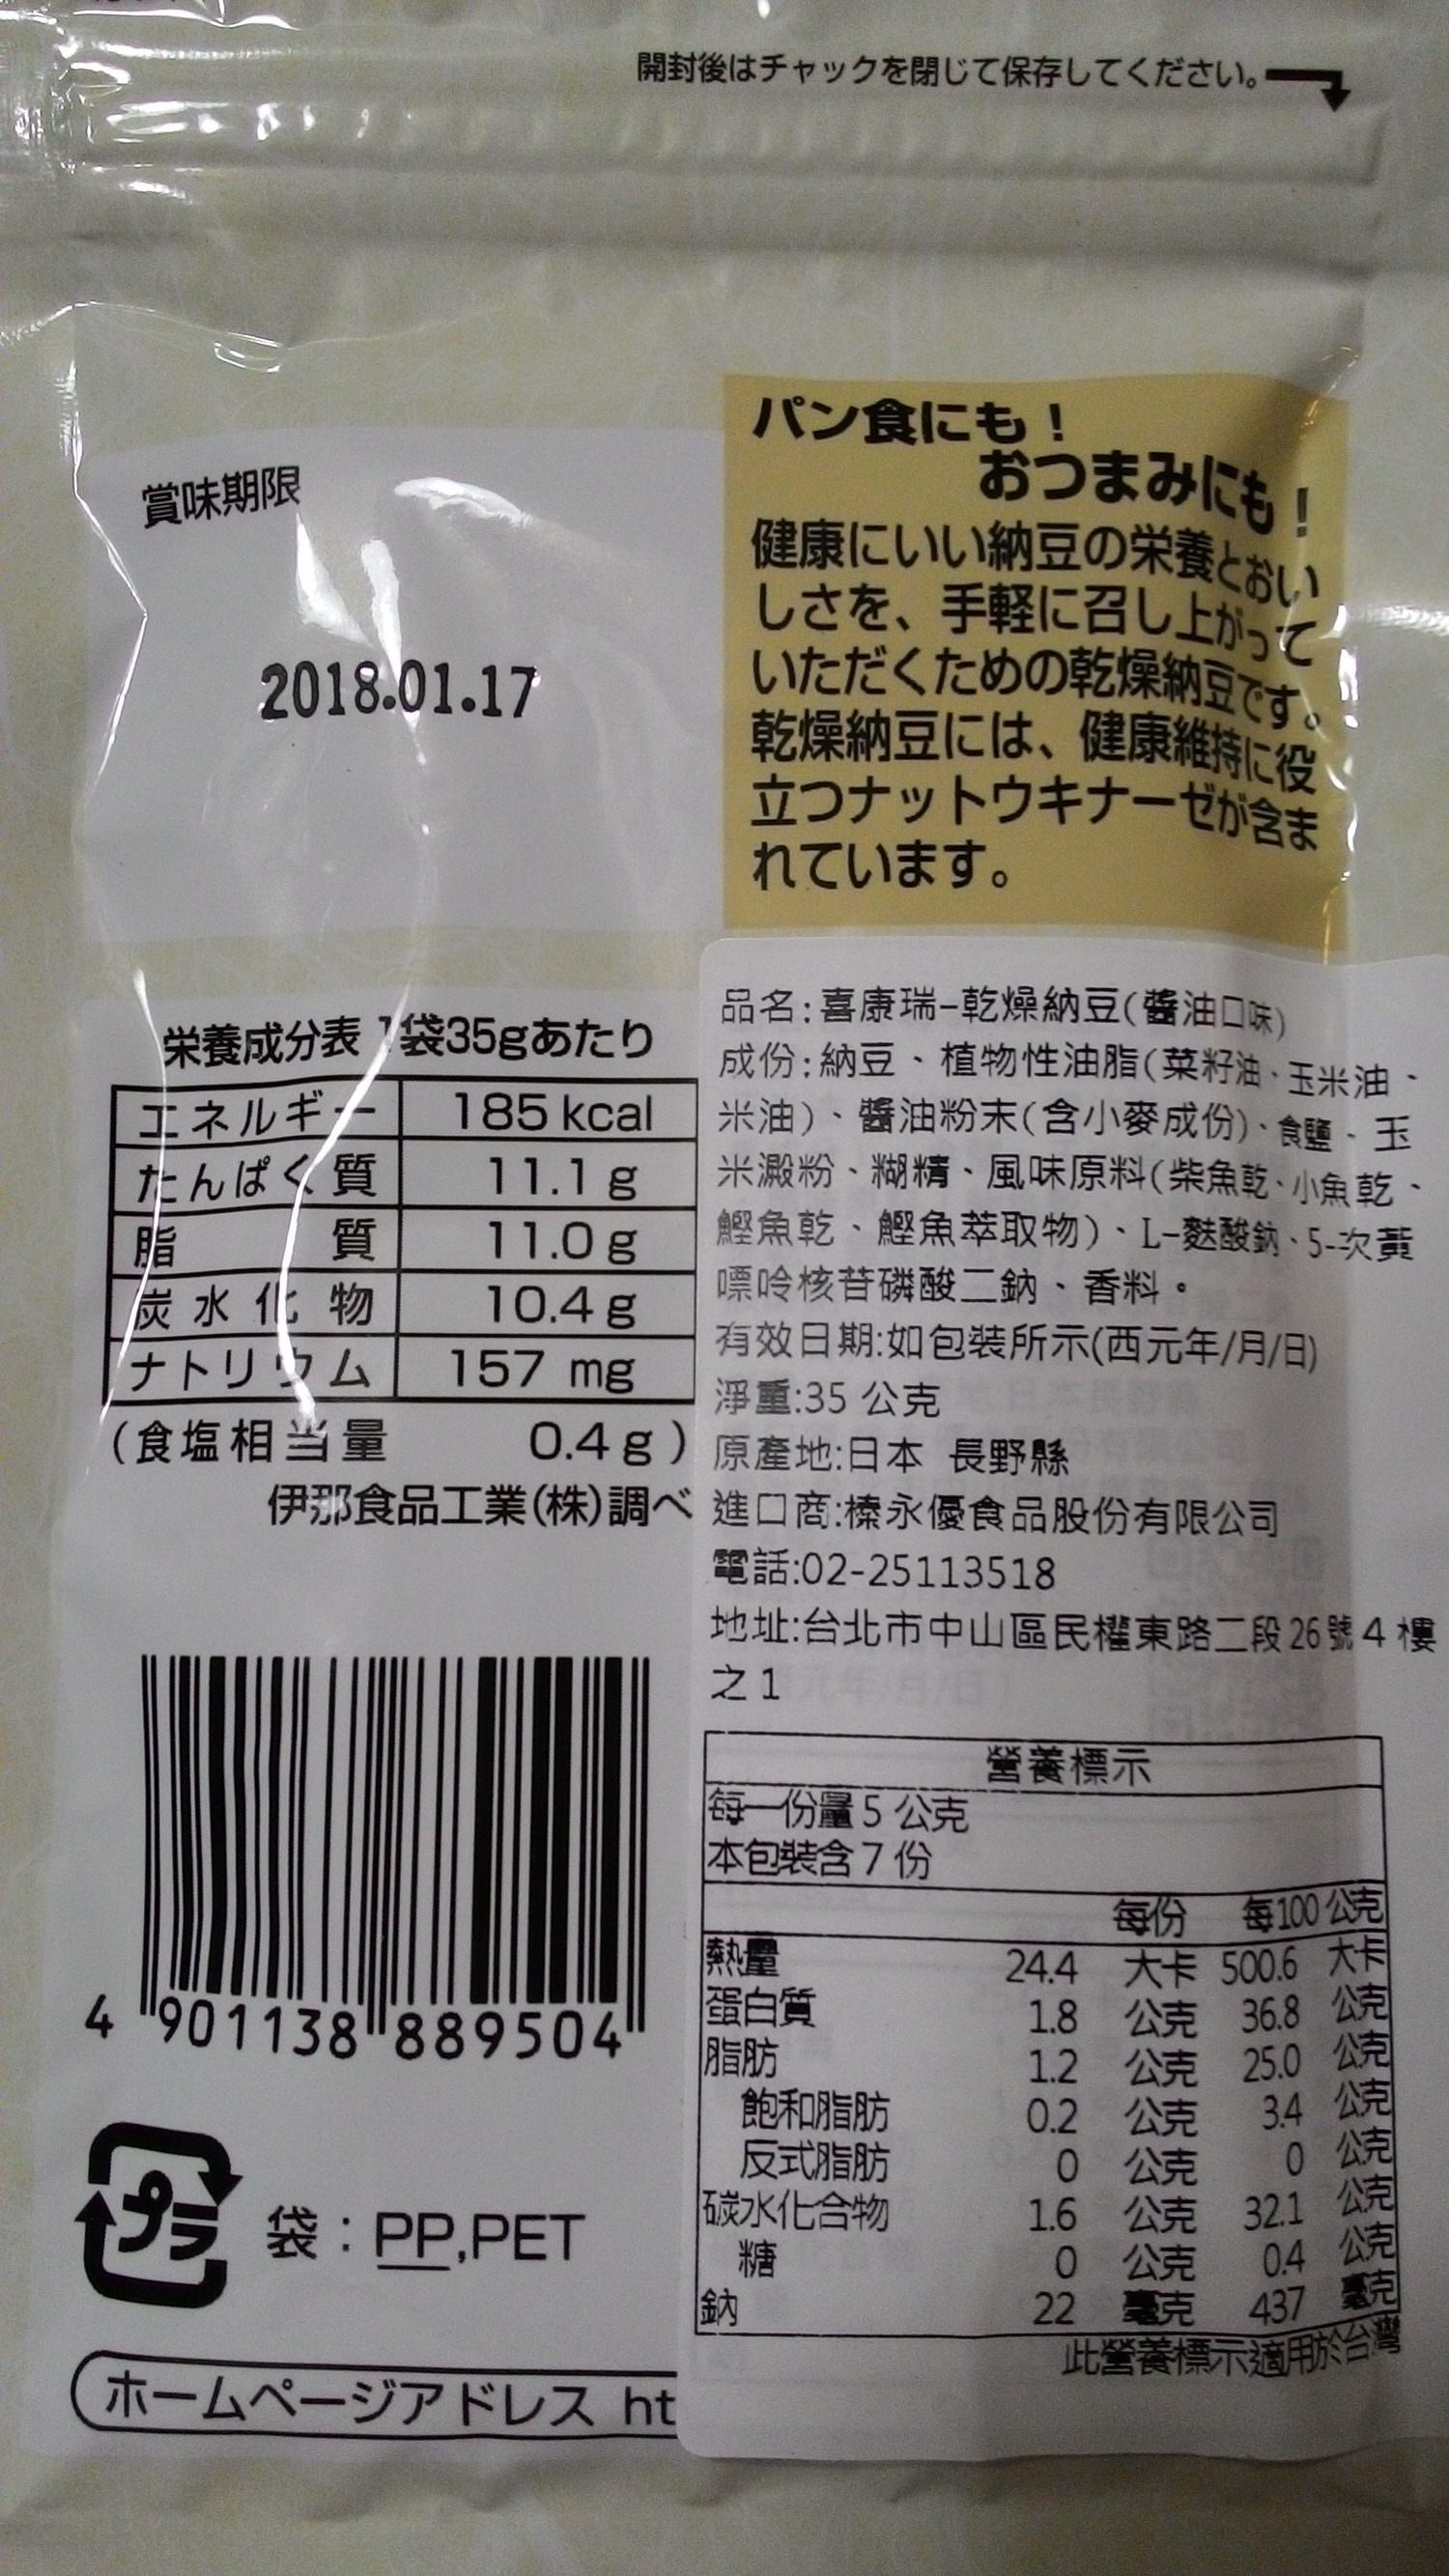 開封後はチャックを閉じて保存してください。
パン食にも！
おつまみにも！
健康にいい納豆の栄養とおい
しさを、手軽に召し上がって
いただくための乾燥納豆です。
乾燥納豆には、健康維持に役
立つナットウキナーゼが含ま
れています。
賞味期限
2018.01.17
栄養成分表 1袋35gあたり
エネルギー 185 kcal
たんぱく質 11.1 g
脂質 11.0 g
炭水化物 10.4 g
ナトリウム 157 mg
(食塩相当量 0.4 g)
伊那食品工業(株)調べ
4 901138 889504
プラ
袋：PP,PET
ホームページアドレス ht
品名:喜康瑞-乾燥納豆(醬油口味)
成份:納豆、植物性油脂(菜籽油、玉米油、
米油)、醬油粉末(含小麥成份)、食鹽、玉
米澱粉、糊精、風味原料(柴魚乾、小魚乾、
鰹魚乾、鰹魚萃取物)、L-麩酸鈉、5-次黃
嘌呤核苷磷酸二鈉、香料。
有效日期:如包裝所示(西元年/月/日)
淨重:35 公克
原產地:日本 長野縣
進口商:榛永優食品股份有限公司
電話:02-25113518
地址:台北市中山區民權東路二段26號4樓
之1
營養標示
每一份量 5 公克
本包裝含 7 份
每份 每100公克
熱量 24.4 大卡 500.6 大卡
蛋白質 1.8 公克 36.8 公克
脂肪 1.2 公克 25.0 公克
飽和脂肪 0.2 公克 3.4 公克
反式脂肪 0 公克 0 公克
碳水化合物 1.6 公克 32.1 公克
糖 0 公克 0.4 公克
鈉 22 毫克 437 毫克
此營養標示適用於台灣